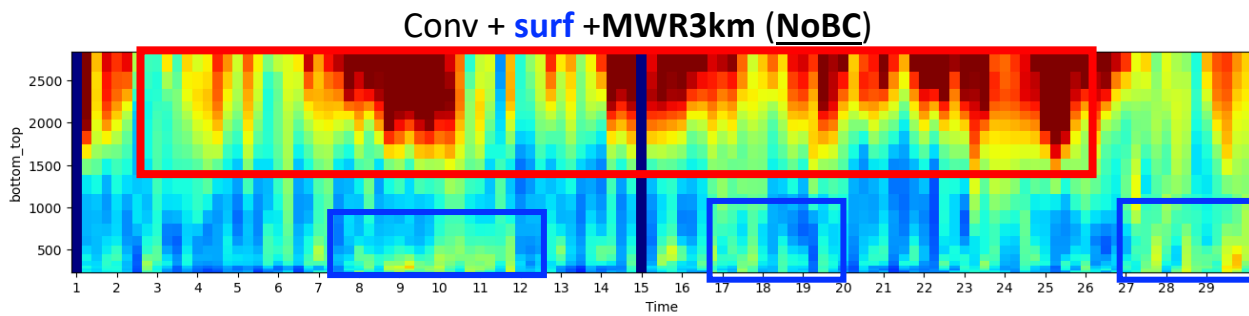 Conv + surf +MWR3km (NoBC)
2500
2000
1500
1000
500
bottom_top
1 2 3 4 5 6 7 8 9 10 11 12 13 14 15 16 17 18 19 20 21 22 23 24 25 26 27 28 29
Time